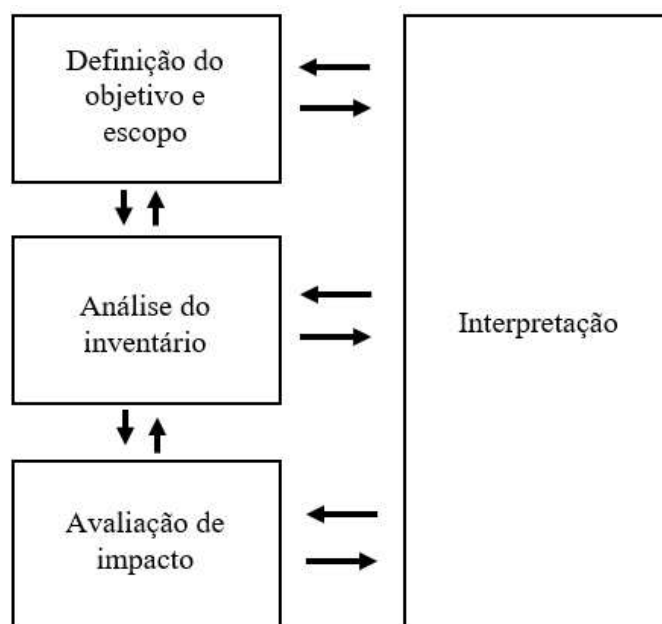 Definição do
objetivo e
escopo
Análise do
inventário
Interpretação
Avaliação de
impacto